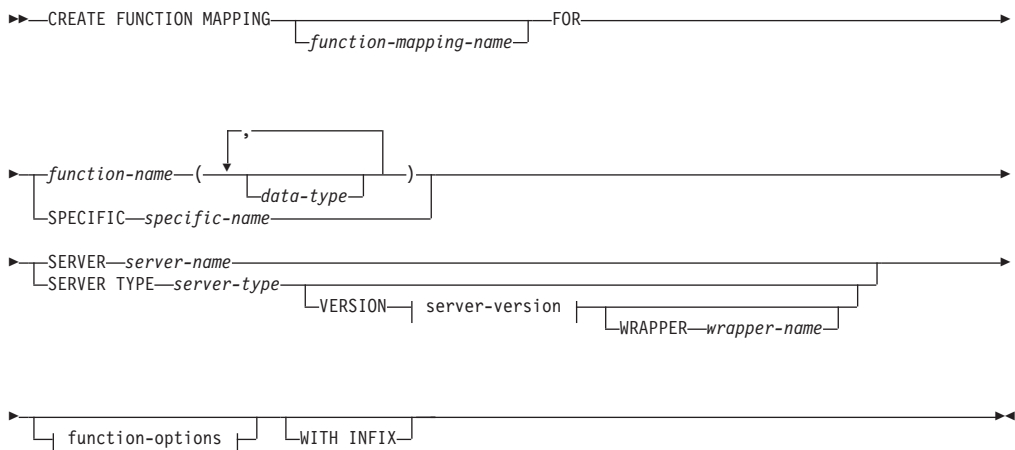 CREATE FUNCTION MAPPING FOR
function-mapping-name
,
function-name ( )
data-type
SPECIFIC specific-name
SERVER server-name
SERVER TYPE server-type
VERSION server-version
WRAPPER wrapper-name
function-options WITH INFIX